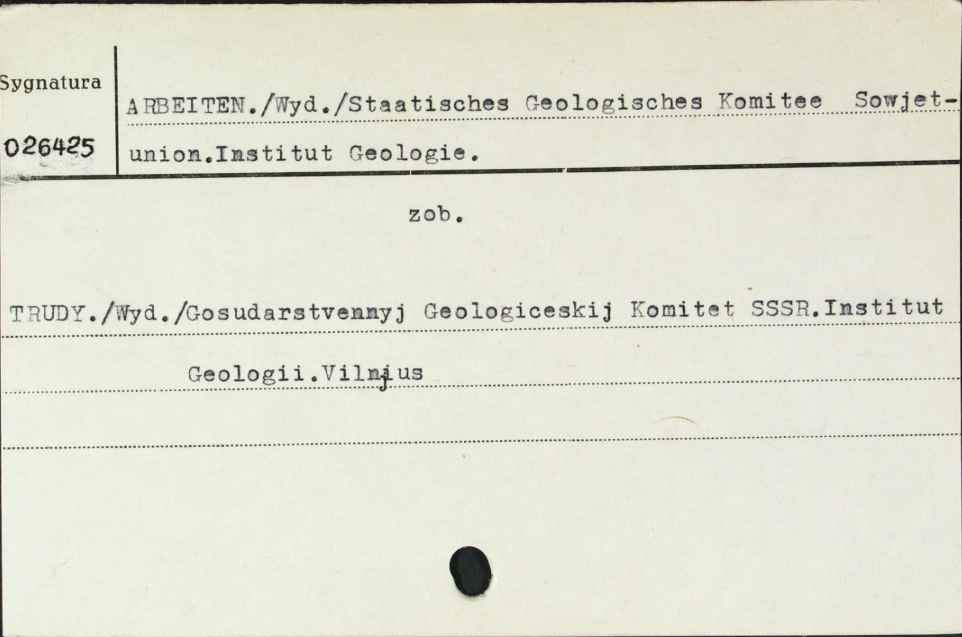 Sygnatura
ARBEITEN./Wyd./Staatisches Geologisches Komitee Sowjet-
026425
union.Institut Geologie.
zob.
TRUDY./Wyd./Gosudarstvennyj Geologiceskij Komitet SSSR.Institut
Geologii.Vilnjus